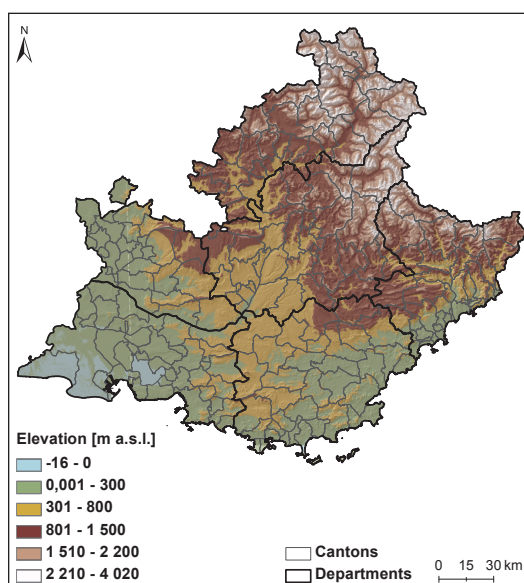 N
Elevation [m a.s.l.]
-16 - 0
0,001 - 300
301 - 800
801 - 1 500
1 510 - 2 200
2 210 - 4 020
Cantons
Departments
0 15 30 km